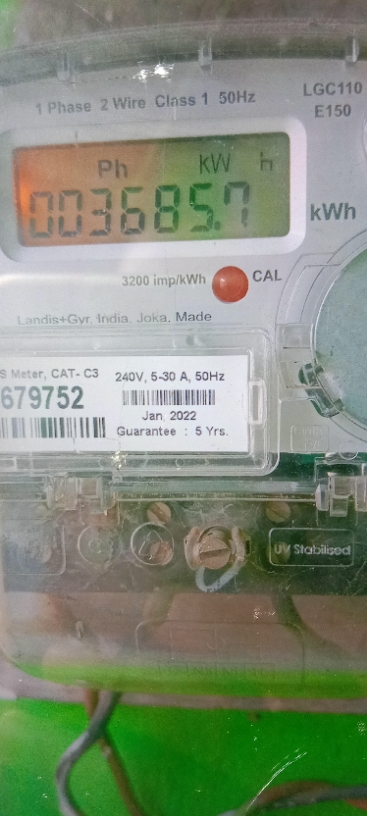 1 Phase 2 Wire Class 1 50Hz
LGC110
E150
Ph kW h
003685.7
kWh
3200 imp/kWh
CAL
Landis+Gyr, India, Joka, Made
S Meter, CAT- C3
679752
240V, 5-30 A, 50Hz
Jan 2022
Guarantee : 5 Yrs.
UV Stabilised